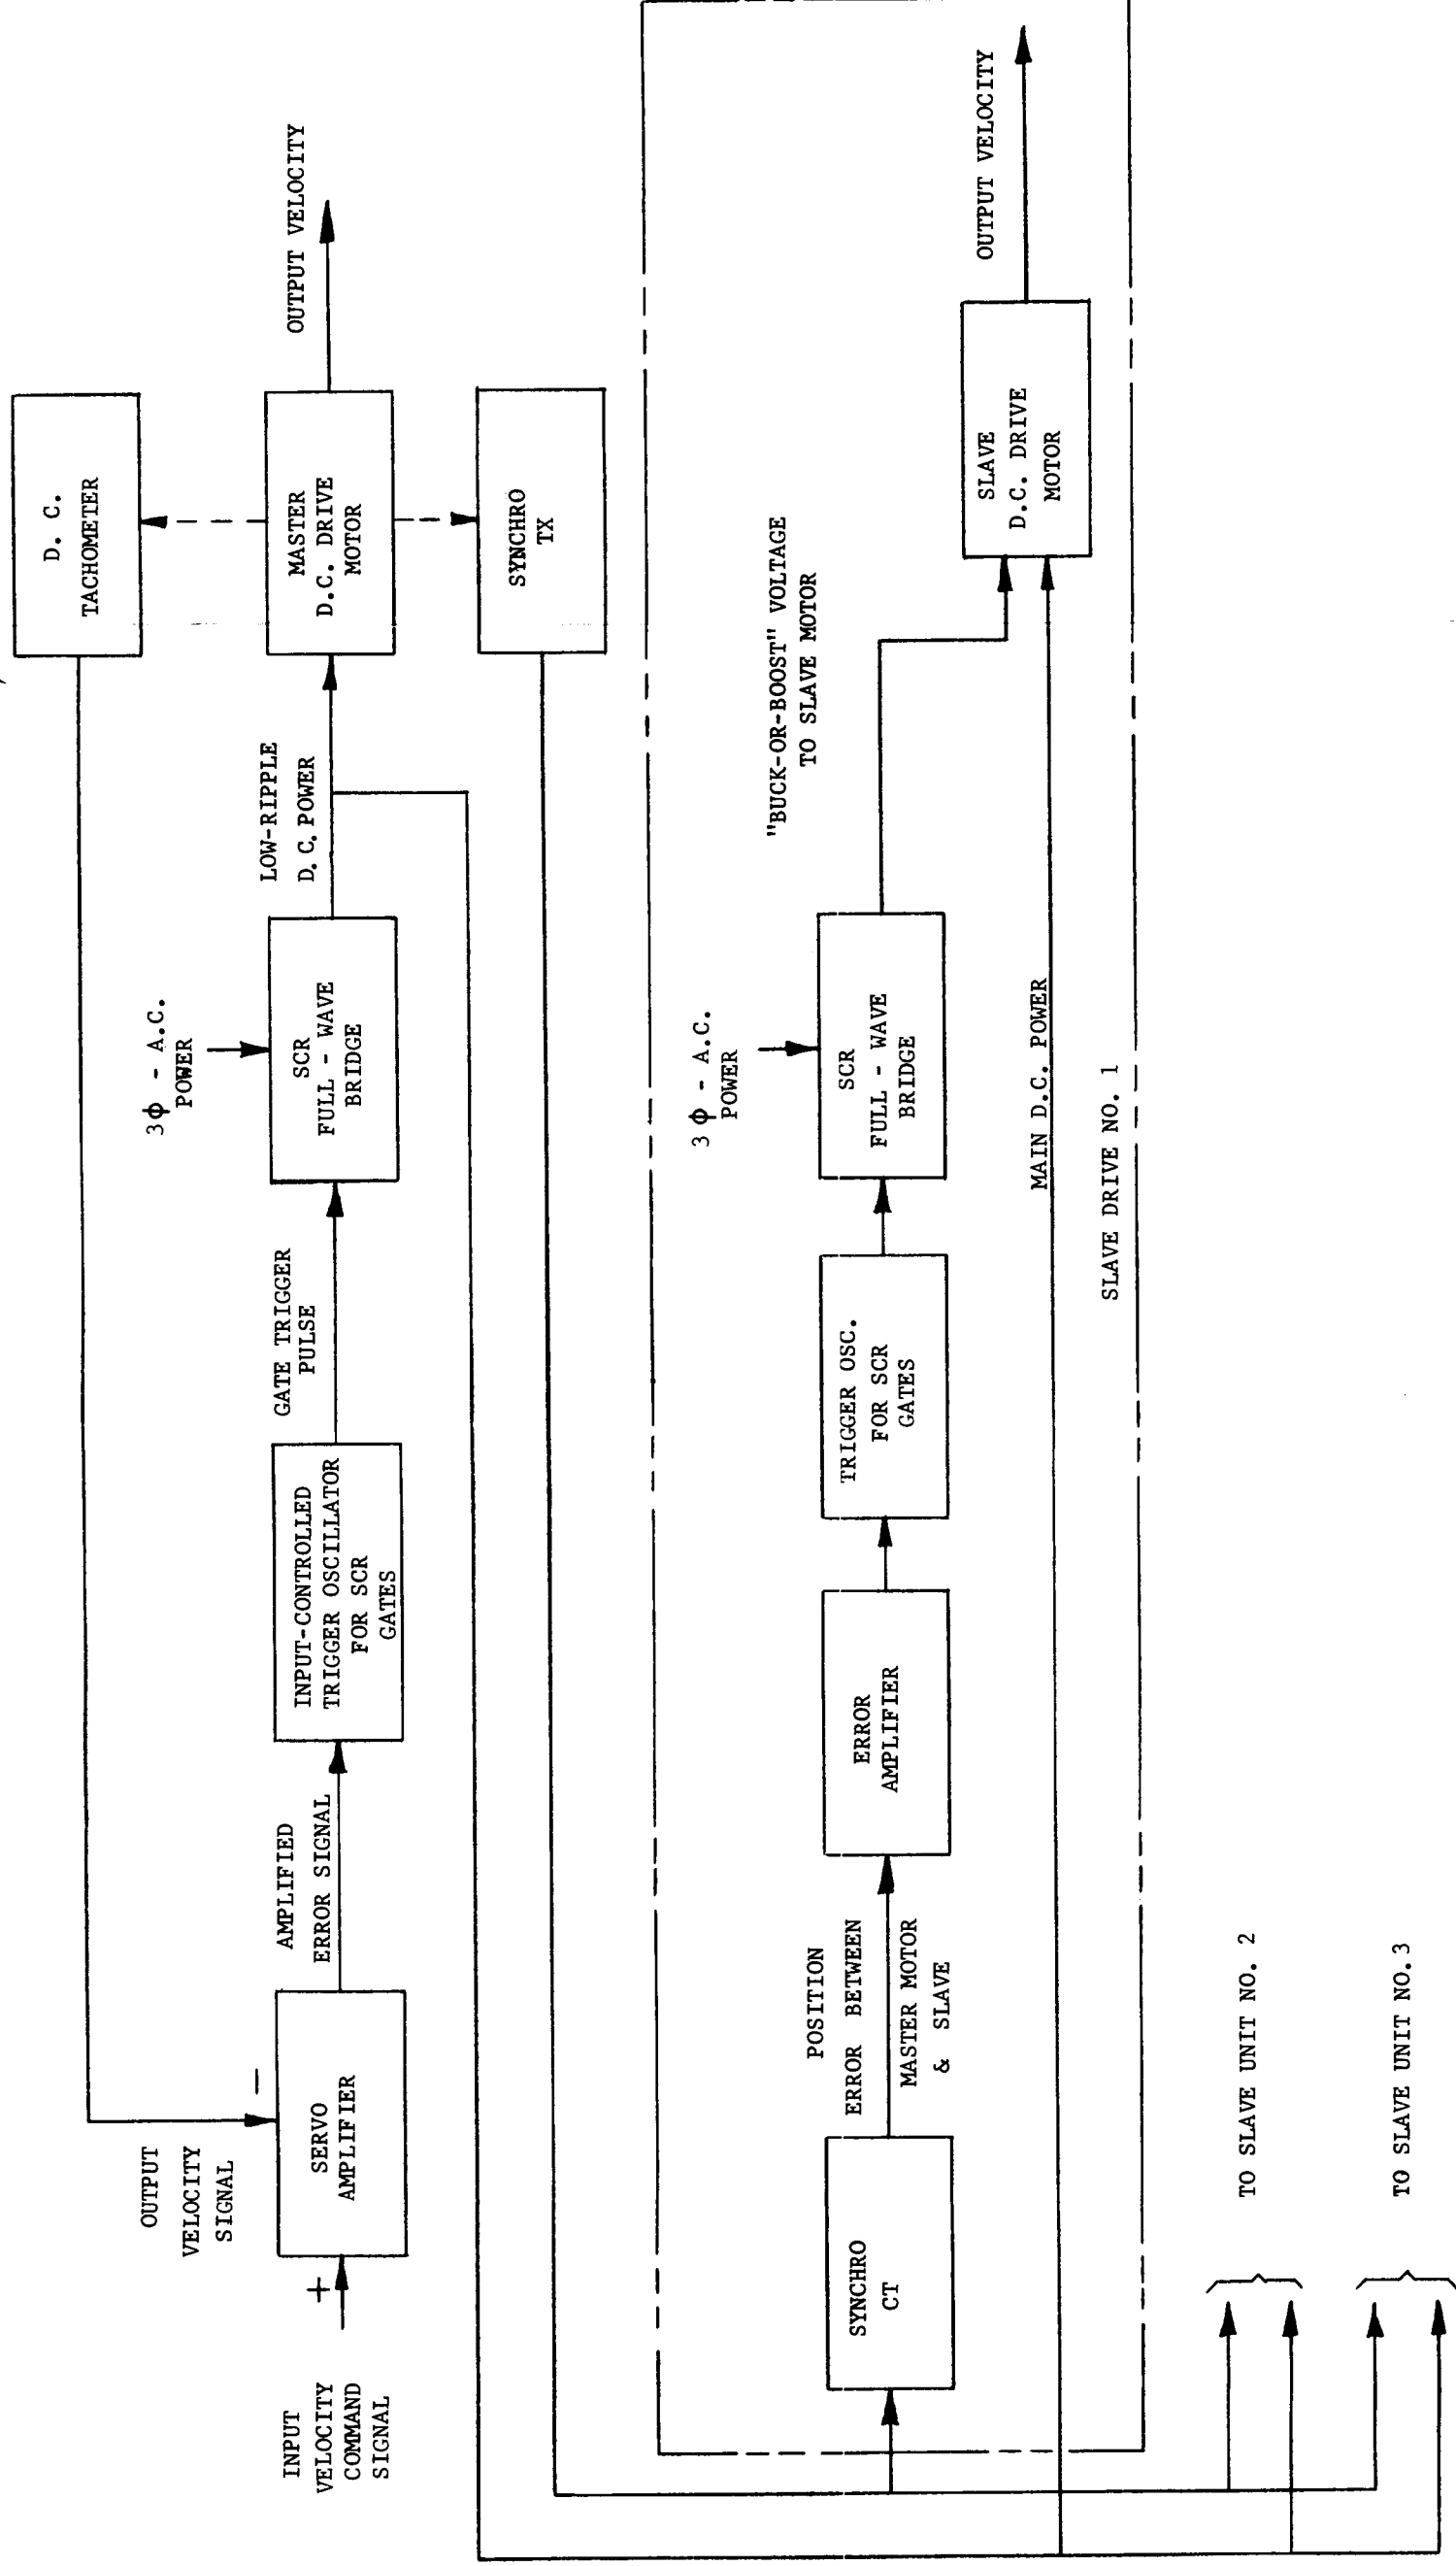 D. C.
TACHOMETER
OUTPUT
VELOCITY
SIGNAL
−
+
INPUT
VELOCITY
COMMAND
SIGNAL
SERVO
AMPLIFIER
AMPLIFIED
ERROR SIGNAL
INPUT-CONTROLLED
TRIGGER OSCILLATOR
FOR SCR
GATES
GATE TRIGGER
PULSE
3ϕ - A.C.
POWER
SCR
FULL - WAVE
BRIDGE
LOW-RIPPLE
D.C. POWER
MASTER
D.C. DRIVE
MOTOR
OUTPUT VELOCITY
SYNCHRO
TX
SYNCHRO
CT
POSITION
ERROR BETWEEN
MASTER MOTOR
& SLAVE
ERROR
AMPLIFIER
TRIGGER OSC.
FOR SCR
GATES
3 ϕ - A.C.
POWER
SCR
FULL - WAVE
BRIDGE
"BUCK-OR-BOOST" VOLTAGE
TO SLAVE MOTOR
SLAVE
D.C. DRIVE
MOTOR
OUTPUT VELOCITY
MAIN D.C. POWER
SLAVE DRIVE NO. 1
TO SLAVE UNIT NO. 2
TO SLAVE UNIT NO. 3